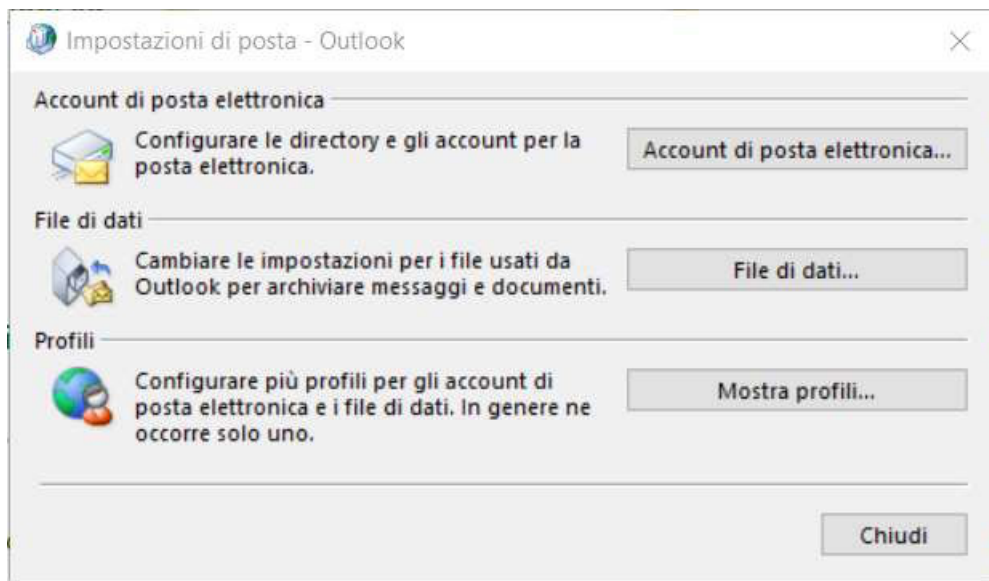 Impostazioni di posta - Outlook
Account di posta elettronica
Configurare le directory e gli account per la
posta elettronica.
Account di posta elettronica...
File di dati
Cambiare le impostazioni per i file usati da
Outlook per archiviare messaggi e documenti.
File di dati...
Profili
Configurare più profili per gli account di
posta elettronica e i file di dati. In genere ne
occorre solo uno.
Mostra profili...
Chiudi